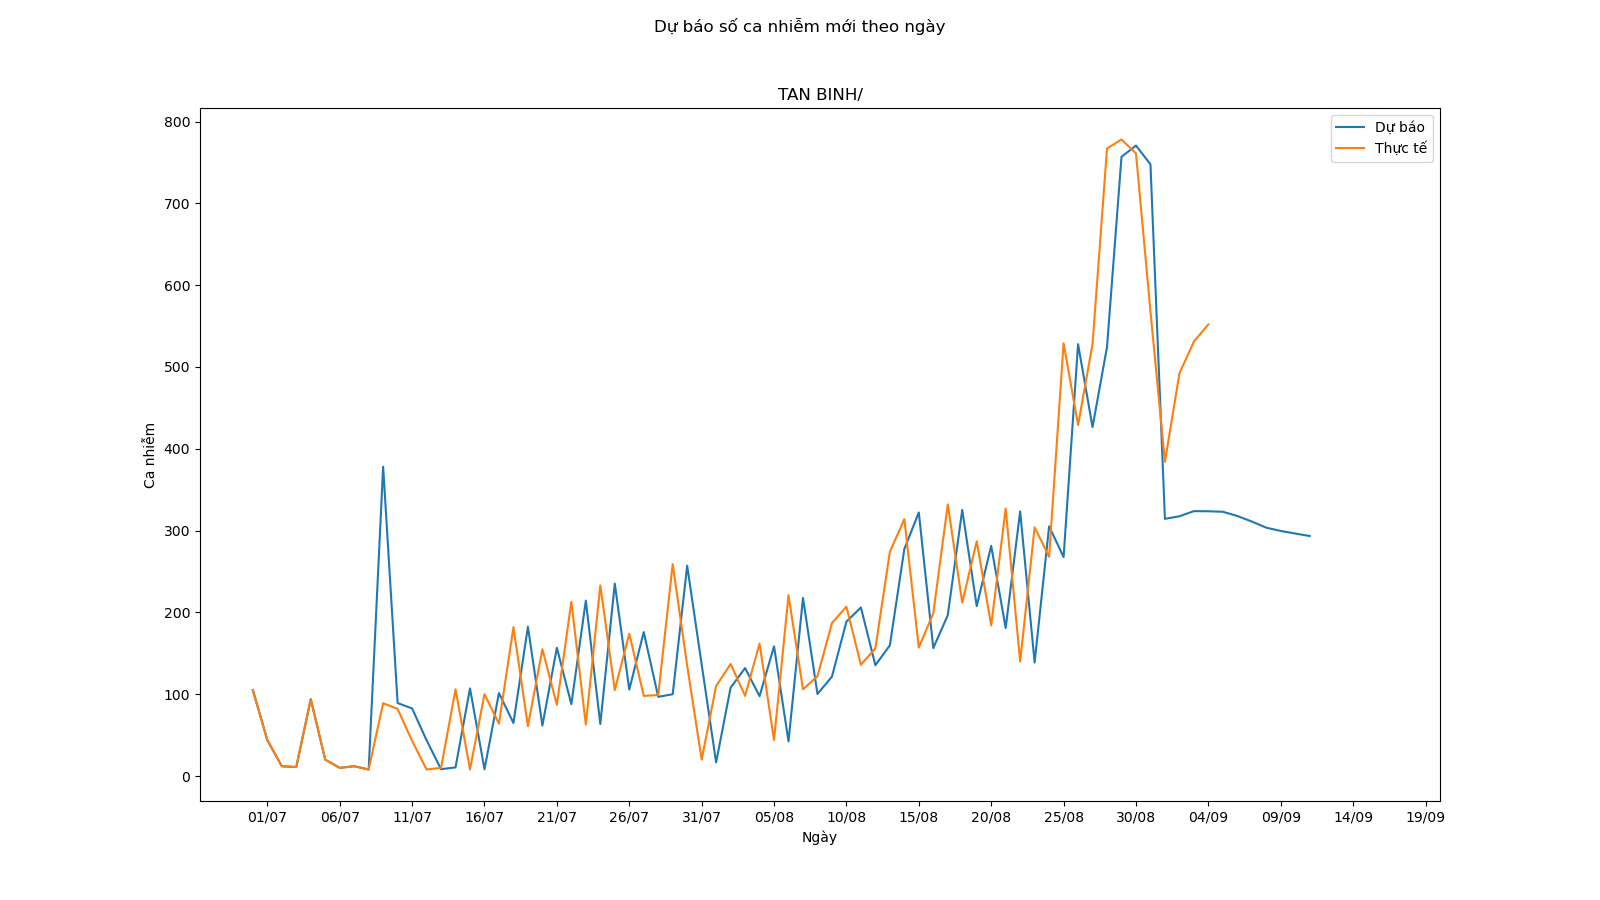 Dự báo số ca nhiễm mới theo ngày
TAN BINH/
Dự báo
Thực tế
800
700
600
500
400
300
200
100
0
Ca nhiễm
01/07 06/07 11/07 16/07 21/07 26/07 31/07 05/08 10/08 15/08 20/08 25/08 30/08 04/09 09/09 14/09 19/09
Ngày